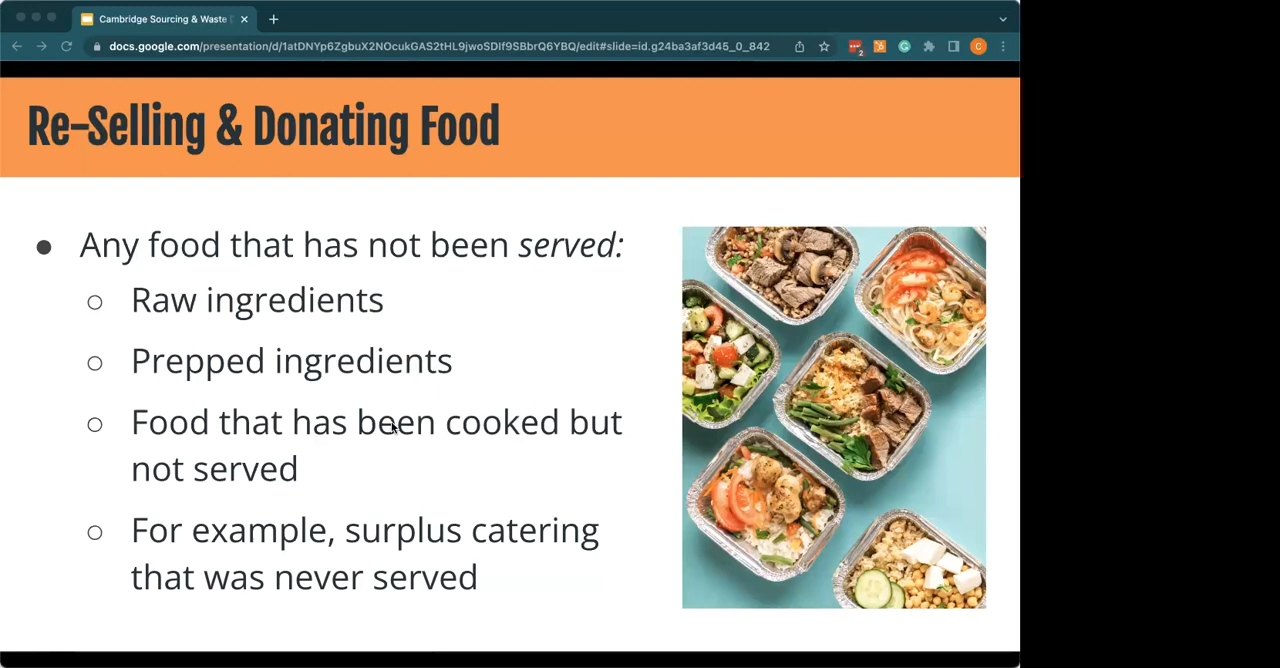 Cambridge Sourcing & Waste
docs.google.com/presentation/d/1atDNYp6ZgbuX2NOcukGAS2tHL9jwoSDIf9SBbrQ6YBQ/edit#slide=id.g24ba3af3d45_0_842
2
C
Re-Selling & Donating Food
Any food that has not been served:
Raw ingredients
Prepped ingredients
Food that has been cooked but
not served
For example, surplus catering
that was never served